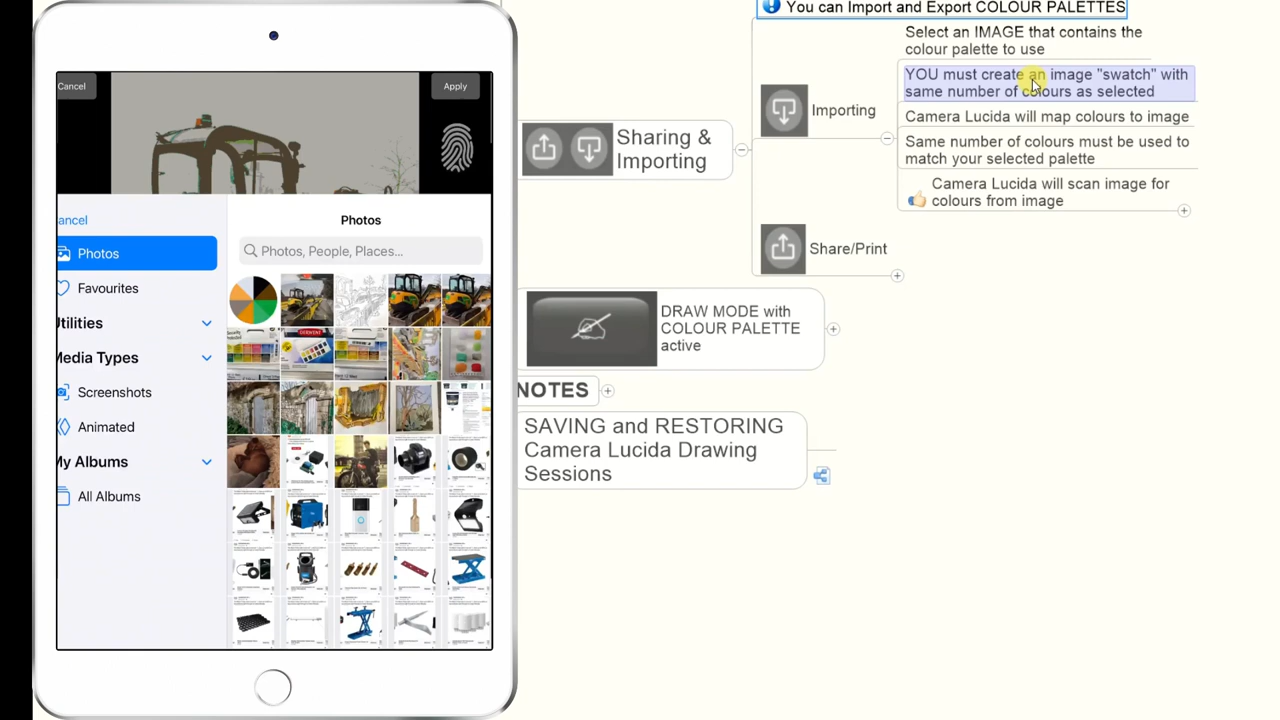 Cancel
Apply
ancel
Photos
Photos
Photos, People, Places...
Favourites
Utilities
Media Types
Screenshots
Animated
My Albums
All Albums
You can Import and Export COLOUR PALETTES
Select an IMAGE that contains the
colour palette to use
YOU must create an image "swatch" with
same number of colours as selected
Importing
Camera Lucida will map colours to image
Same number of colours must be used to
match your selected palette
Camera Lucida will scan image for
colours from image
Sharing &
Importing
Share/Print
DRAW MODE with
COLOUR PALETTE
active
NOTES
SAVING and RESTORING
Camera Lucida Drawing
Sessions